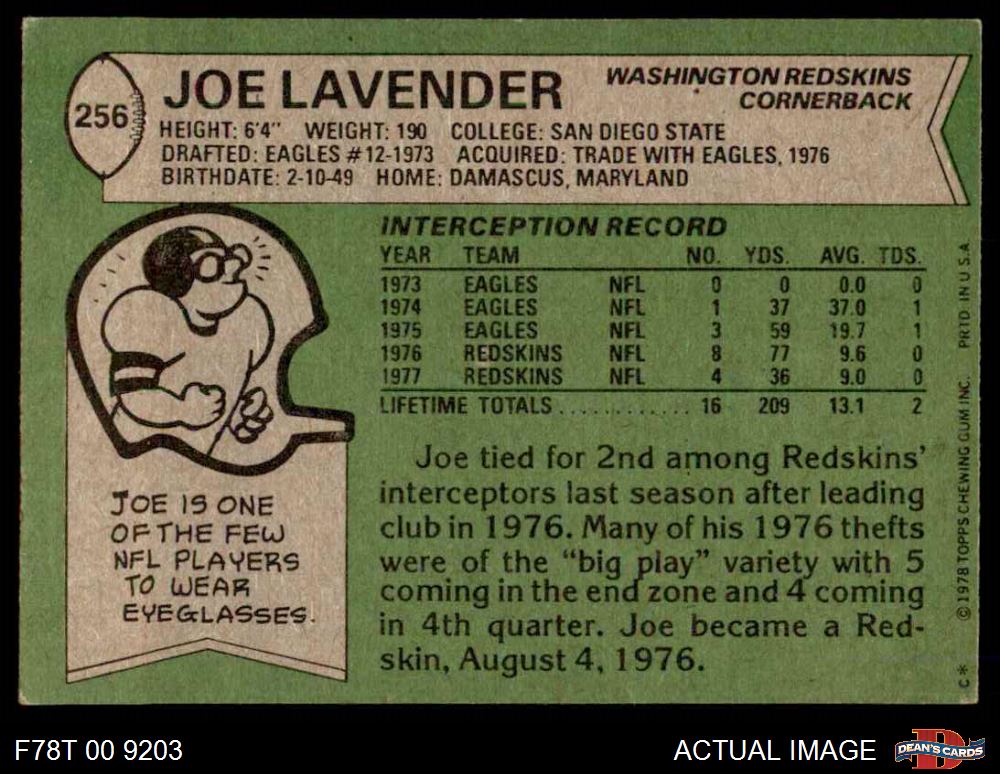 256
JOE LAVENDER
WASHINGTON REDSKINS
CORNERBACK
HEIGHT: 6'4" WEIGHT: 190 COLLEGE: SAN DIEGO STATE
DRAFTED: EAGLES #12-1973 ACQUIRED: TRADE WITH EAGLES, 1976
BIRTHDATE: 2-10-49 HOME: DAMASCUS, MARYLAND
INTERCEPTION RECORD
YEAR TEAM NO. YDS. AVG. TDS.
1973 EAGLES NFL 0 0 0.0 0
1974 EAGLES NFL 1 37 37.0 1
1975 EAGLES NFL 3 59 19.7 1
1976 REDSKINS NFL 8 77 9.6 0
1977 REDSKINS NFL 4 36 9.0 0
LIFETIME TOTALS ............ 16 209 13.1 2
Joe tied for 2nd among Redskins'
interceptors last season after leading
club in 1976. Many of his 1976 thefts
were of the "big play" variety with 5
coming in the end zone and 4 coming
in 4th quarter. Joe became a Red-
skin, August 4, 1976.
JOE IS ONE
OF THE FEW
NFL PLAYERS
TO WEAR
EYEGLASSES.
C* © 1978 TOPPS CHEWING GUM INC. PRTD IN U.S.A.
F78T 00 9203
ACTUAL IMAGE
D
DEAN'S CARDS